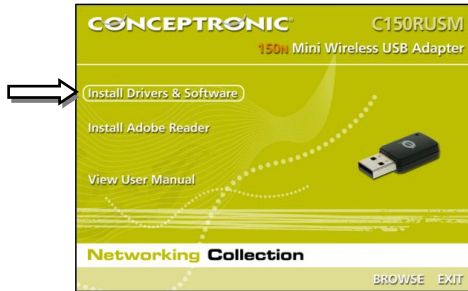 CONCEPTRONIC
C150RUSM
150N Mini Wireless USB Adapter
Install Drivers & Software
Install Adobe Reader
View User Manual
Networking Collection
BROWSE EXIT